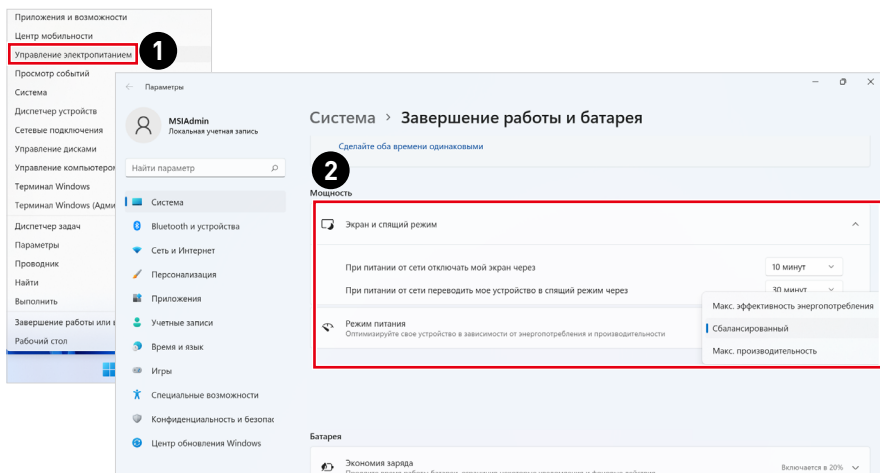 Приложения и возможности
Центр мобильности
Управление электропитанием
1
Просмотр событий
Система
Диспетчер устройств
Сетевые подключения
Управление дисками
Управление компьютером
Терминал Windows
Терминал Windows (Адми
Диспетчер задач
Параметры
Проводник
Найти
Выполнить
Завершение работы или в
Рабочий стол
Параметры
MSIAdmin
Локальная учетная запись
Найти параметр
Система
Bluetooth и устройства
Сеть и Интернет
Персонализация
Приложения
Учетные записи
Время и язык
Игры
Специальные возможности
Конфиденциальность и безопас
Центр обновления Windows
Система > Завершение работы и батарея
Сделайте оба времени одинаковыми
2
Мощность
Экран и спящий режим
При питании от сети отключать мой экран через 10 минут
При питании от сети переводить мое устройство в спящий режим через 30 минут
Режим питания
Оптимизируйте свое устройство в зависимости от энергопотребления и производительности
Макс. эффективность энергопотребления
Сбалансированный
Макс. производительность
Батарея
Экономия заряда
Включается в 20%